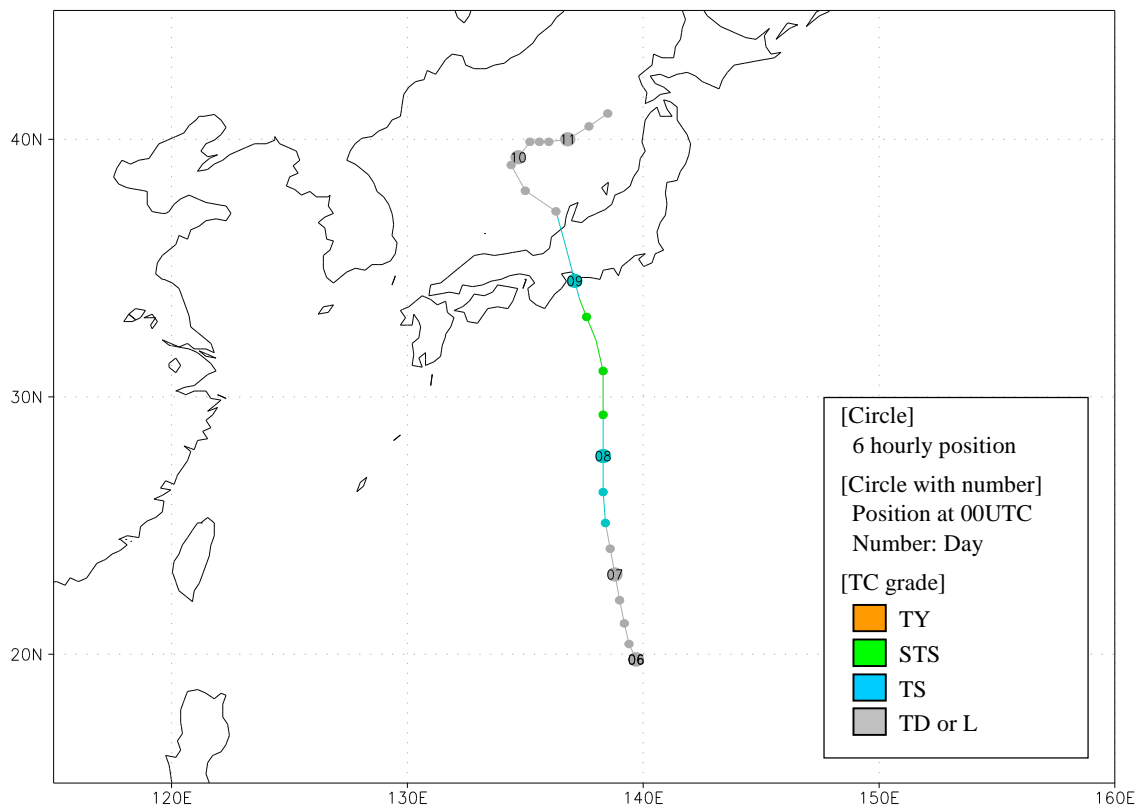 40N
30N
20N
120E
130E
140E
150E
160E
11
10
09
08
07
06
[Circle]
6 hourly position
[Circle with number]
Position at 00UTC
Number: Day
[TC grade]
TY
STS
TS
TD or L